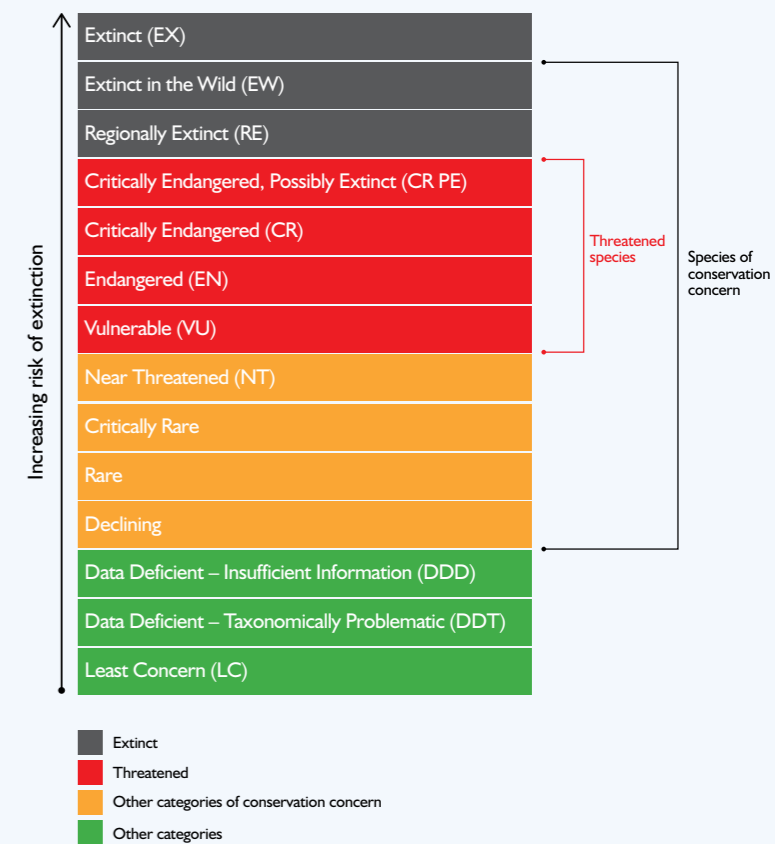 Increasing risk of extinction
Extinct (EX)
Extinct in the Wild (EW)
Regionally Extinct (RE)
Critically Endangered, Possibly Extinct (CR PE)
Critically Endangered (CR)
Endangered (EN)
Vulnerable (VU)
Near Threatened (NT)
Critically Rare
Rare
Declining
Data Deficient – Insufficient Information (DDD)
Data Deficient – Taxonomically Problematic (DDT)
Least Concern (LC)
Threatened
species
Species of
conservation
concern
Extinct
Threatened
Other categories of conservation concern
Other categories